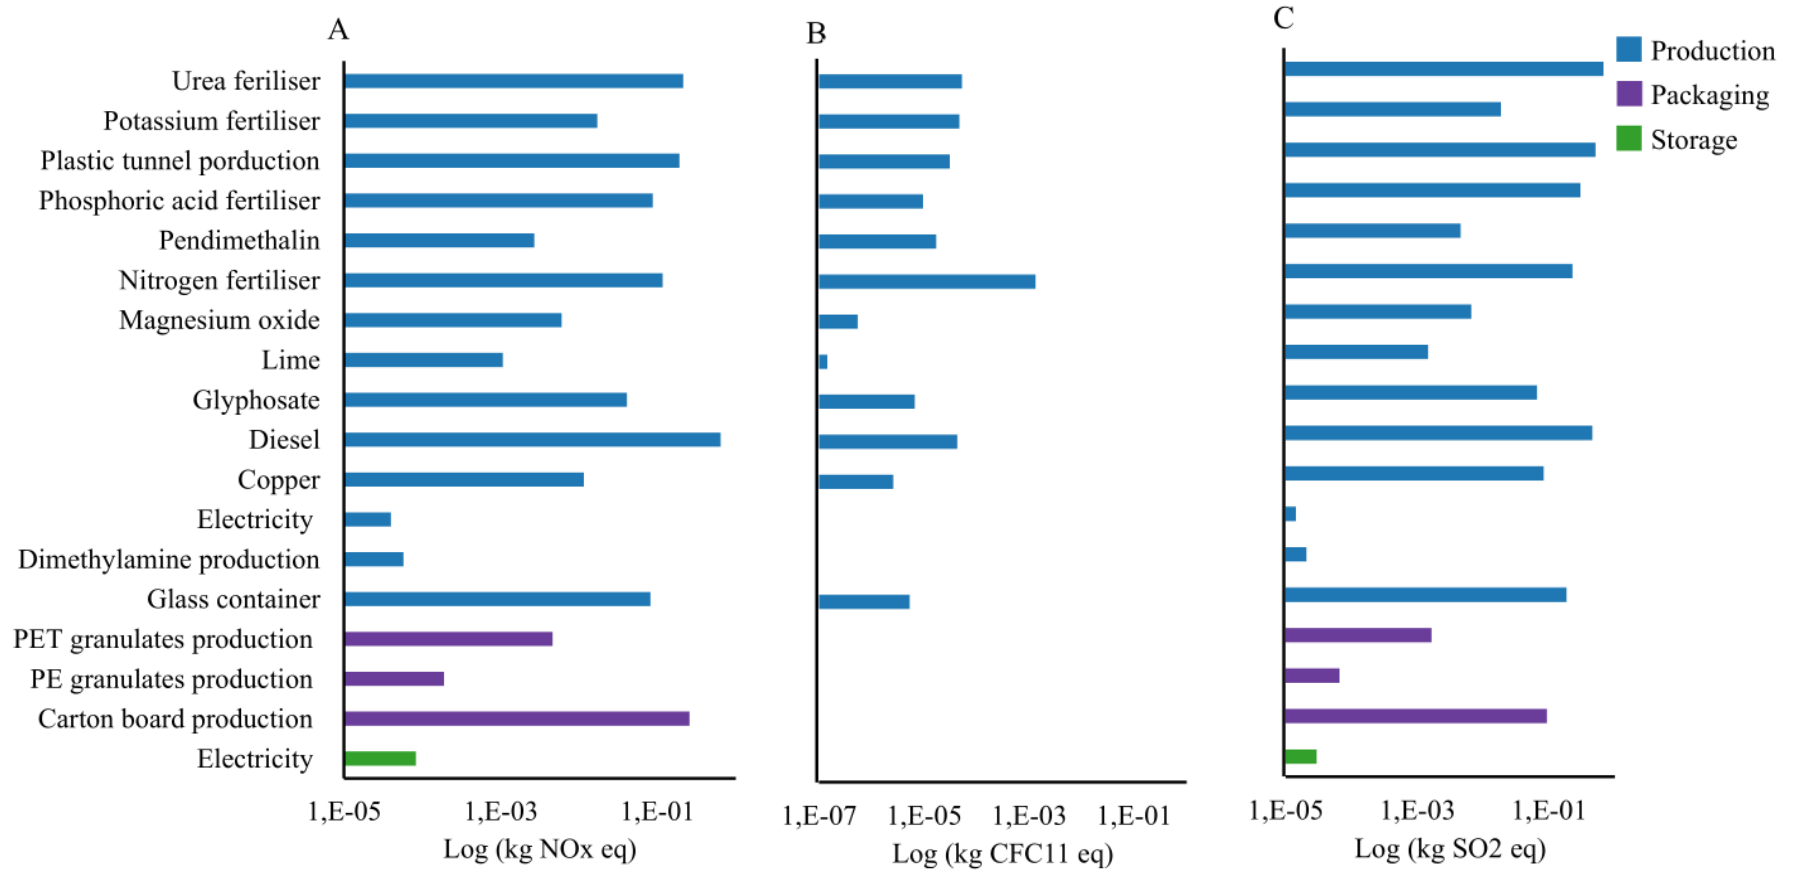 A
B
C
Production
Packaging
Storage
Urea feriliser
Potassium fertiliser
Plastic tunnel porduction
Phosphoric acid fertiliser
Pendimethalin
Nitrogen fertiliser
Magnesium oxide
Lime
Glyphosate
Diesel
Copper
Electricity
Dimethylamine production
Glass container
PET granulates production
PE granulates production
Carton board production
Electricity
1,E-05 1,E-03 1,E-01
Log (kg NOx eq)
1,E-07 1,E-05 1,E-03 1,E-01
Log (kg CFC11 eq)
1,E-05 1,E-03 1,E-01
Log (kg SO2 eq)